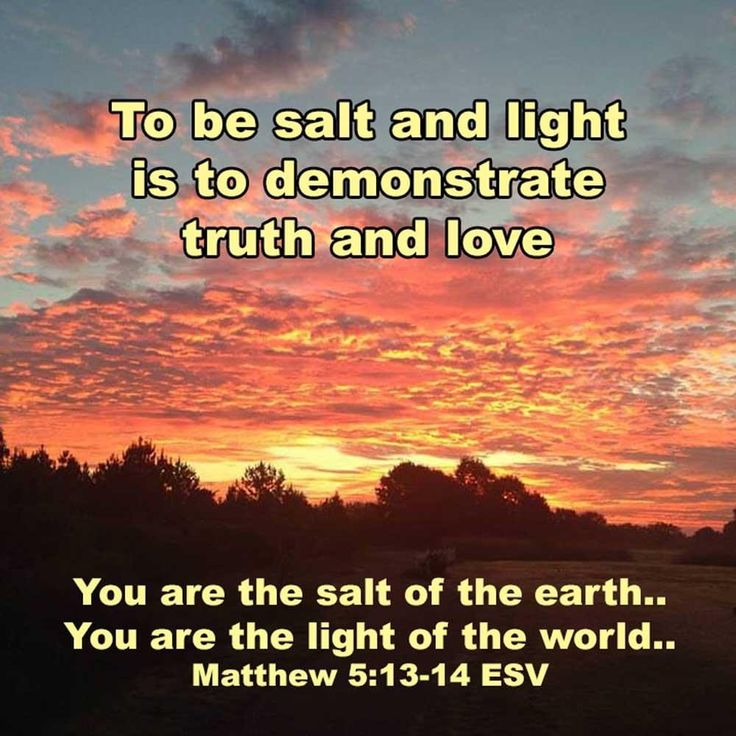 To be salt and light
is to demonstrate
truth and love
You are the salt of the earth..
You are the light of the world..
Matthew 5:13-14 ESV